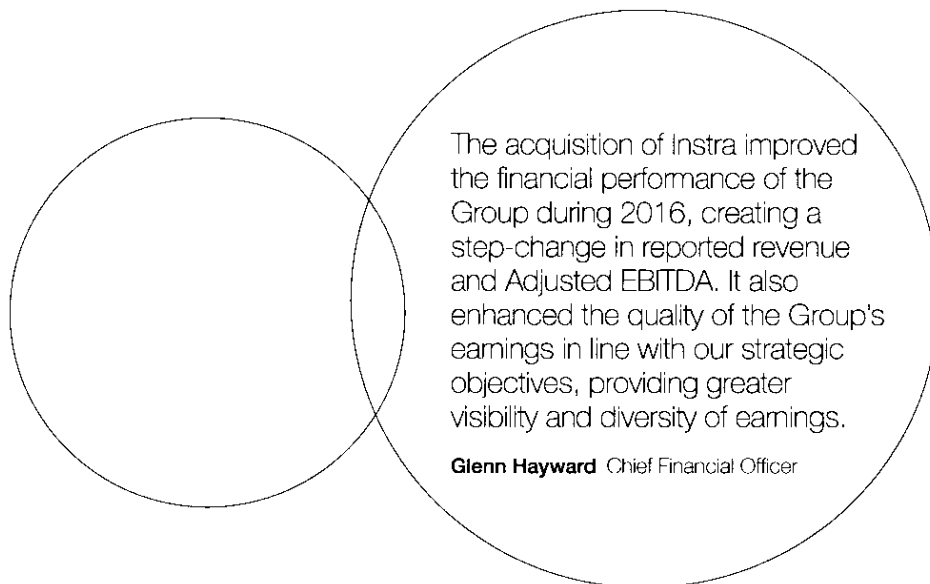 The acquisition of Instra improved
the financial performance of the
Group during 2016, creating a
step-change in reported revenue
and Adjusted EBITDA. It also
enhanced the quality of the Group's
earnings in line with our strategic
objectives, providing greater
visibility and diversity of earnings.
Glenn Hayward Chief Financial Officer